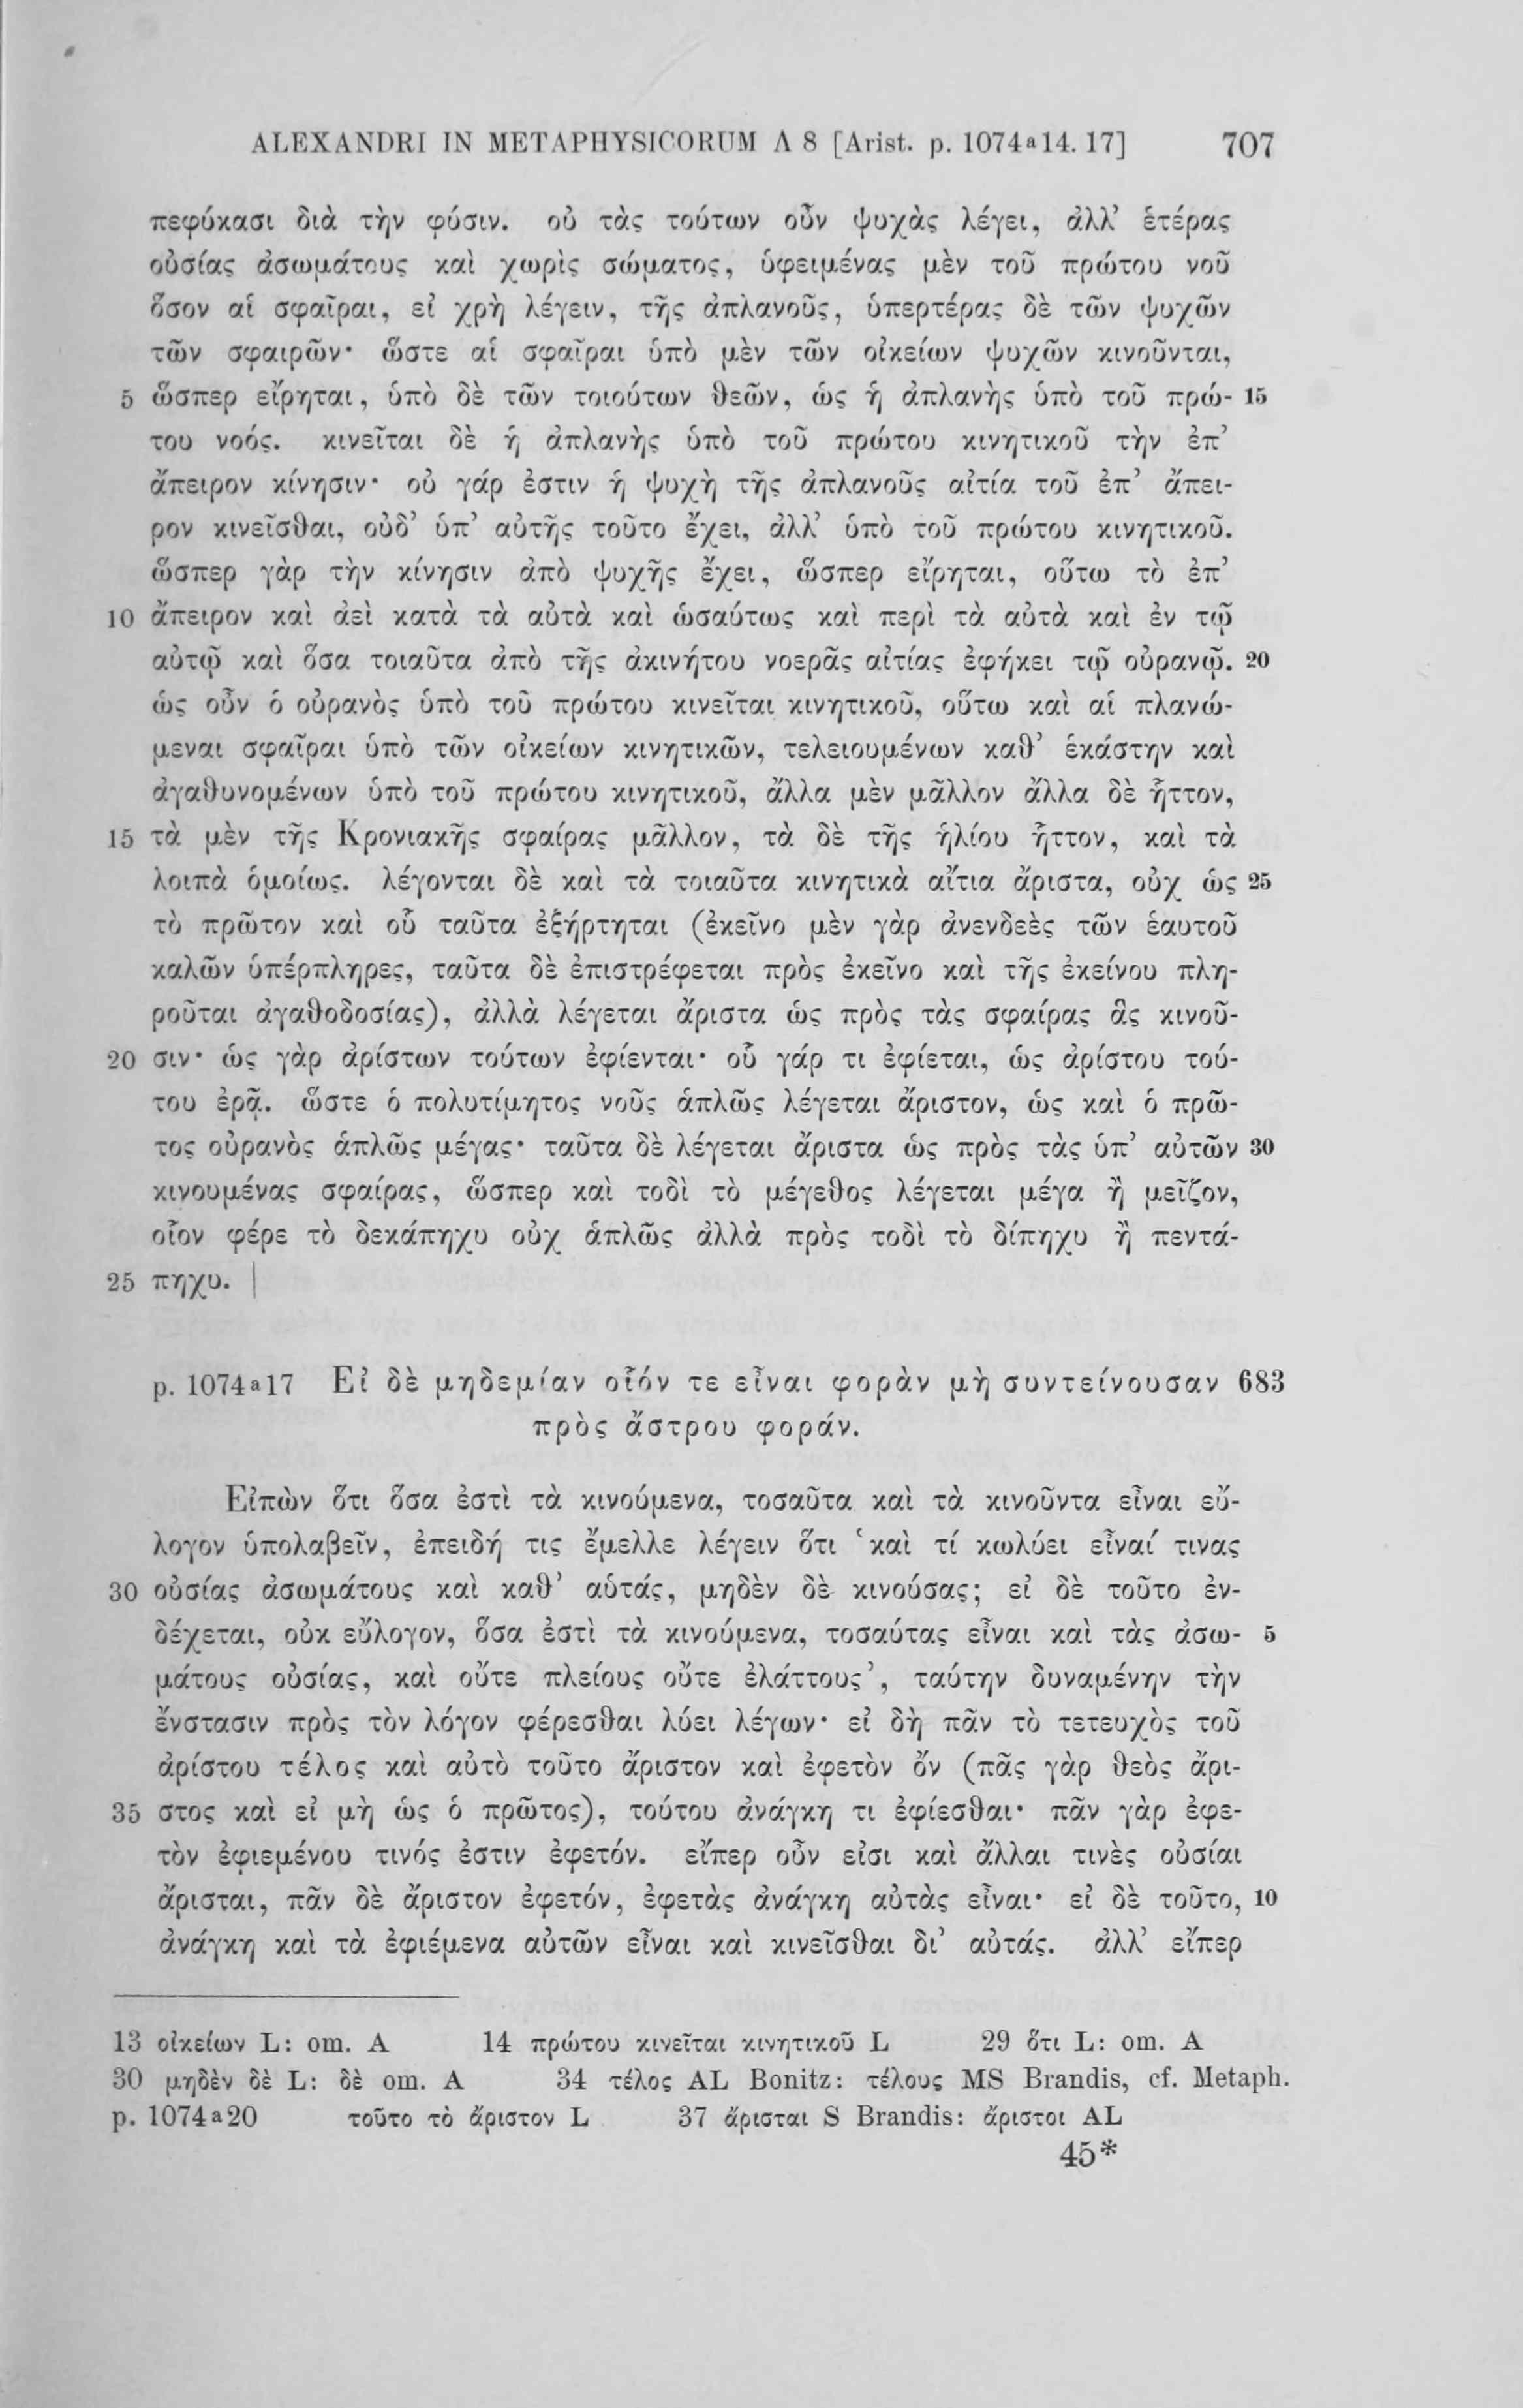 ALEXANDRI IN METAPHYSICORUM Λ 8 [Arist. p. 1074a14. 17] 707
πεφύκασι διὰ τὴν φύσιν. οὐ τὰς τούτων οὖν ψυχὰς λέγει, ἀλλ’ ἑτέρας
οὐσίας ἀσωμάτους καὶ χωρὶς σώματος, ὑφειμένας μὲν τοῦ πρώτου νοῦ
ὅσον αἱ σφαῖραι, εἰ χρὴ λέγειν, τῆς ἀπλανοῦς, ὑπερτέρας δὲ τῶν ψυχῶν
τῶν σφαιρῶν· ὥστε αἱ σφαῖραι ὑπὸ μὲν τῶν οἰκείων ψυχῶν κινοῦνται,
5 ὥσπερ εἴρηται, ὑπὸ δὲ τῶν τοιούτων θεῶν, ὡς ἡ ἀπλανὴς ὑπὸ τοῦ πρώ- 15
του νοός. κινεῖται δὲ ἡ ἀπλανὴς ὑπὸ τοῦ πρώτου κινητικοῦ τὴν ἐπ’
ἄπειρον κίνησιν· οὐ γάρ ἐστιν ἡ ψυχὴ τῆς ἀπλανοῦς αἰτία τοῦ ἐπ’ ἄπει-
ρον κινεῖσθαι, οὐδ’ ὑπ’ αὐτῆς τοῦτο ἔχει, ἀλλ’ ὑπὸ τοῦ πρώτου κινητικοῦ.
ὥσπερ γὰρ τὴν κίνησιν ἀπὸ ψυχῆς ἔχει, ὥσπερ εἴρηται, οὕτω τὸ ἐπ’
10 ἄπειρον καὶ ἀεὶ κατὰ τὰ αὐτὰ καὶ ὡσαύτως καὶ περὶ τὰ αὐτὰ καὶ ἐν τῷ
αὐτῷ καὶ ὅσα τοιαῦτα ἀπὸ τῆς ἀκινήτου νοερᾶς αἰτίας ἐφήκει τῷ οὐρανῷ. 20
ὡς οὖν ὁ οὐρανὸς ὑπὸ τοῦ πρώτου κινεῖται κινητικοῦ, οὕτω καὶ αἱ πλανώ-
μεναι σφαῖραι ὑπὸ τῶν οἰκείων κινητικῶν, τελειουμένων καθ’ ἑκάστην καὶ
ἀγαθυνομένων ὑπὸ τοῦ πρώτου κινητικοῦ, ἄλλα μὲν μᾶλλον ἄλλα δὲ ἧττον,
15 τὰ μὲν τῆς Κρονιακῆς σφαίρας μᾶλλον, τὰ δὲ τῆς ἡλίου ἧττον, καὶ τὰ
λοιπὰ ὁμοίως. λέγονται δὲ καὶ τὰ τοιαῦτα κινητικὰ αἴτια ἄριστα, οὐχ ὡς 25
τὸ πρῶτον καὶ οὗ ταῦτα ἐξήρτηται (ἐκεῖνο μὲν γὰρ ἀνενδεὲς τῶν ἑαυτοῦ
καλῶν ὑπέρπληρες, ταῦτα δὲ ἐπιστρέφεται πρὸς ἐκεῖνο καὶ τῆς ἐκείνου πλη-
ροῦται ἀγαθοδοσίας), ἀλλὰ λέγεται ἄριστα ὡς πρὸς τὰς σφαίρας ἃς κινοῦ-
20 σιν· ὡς γὰρ ἀρίστων τούτων ἐφίενται· οὗ γάρ τι ἐφίεται, ὡς ἀρίστου τού-
του ἐρᾷ. ὥστε ὁ πολυτίμητος νοῦς ἁπλῶς λέγεται ἄριστον, ὡς καὶ ὁ πρῶ-
τος οὐρανὸς ἁπλῶς μέγας· ταῦτα δὲ λέγεται ἄριστα ὡς πρὸς τὰς ὑπ’ αὐτῶν 30
κινουμένας σφαίρας, ὥσπερ καὶ τοδὶ τὸ μέγεθος λέγεται μέγα ἢ μεῖζον,
οἷον φέρε τὸ δεκάπηχυ οὐχ ἁπλῶς ἀλλὰ πρὸς τοδὶ τὸ δίπηχυ ἢ πεντά-
25 πηχυ. |
p. 1074a17 Εἰ δὲ μηδεμίαν οἷόν τε εἶναι φορὰν μὴ συντείνουσαν 683
πρὸς ἄστρου φοράν.
Εἰπὼν ὅτι ὅσα ἐστὶ τὰ κινούμενα, τοσαῦτα καὶ τὰ κινοῦντα εἶναι εὔ-
λογον ὑπολαβεῖν, ἐπειδή τις ἔμελλε λέγειν ὅτι ‘καὶ τί κωλύει εἶναί τινας
30 οὐσίας ἀσωμάτους καὶ καθ’ αὑτάς, μηδὲν δὲ κινούσας; εἰ δὲ τοῦτο ἐν-
δέχεται, οὐκ εὔλογον, ὅσα ἐστὶ τὰ κινούμενα, τοσαύτας εἶναι καὶ τὰς ἀσω- 5
μάτους οὐσίας, καὶ οὔτε πλείους οὔτε ἐλάττους’, ταύτην δυναμένην τὴν
ἔνστασιν πρὸς τὸν λόγον φέρεσθαι λύει λέγων· εἰ δὴ πᾶν τὸ τετευχὸς τοῦ
ἀρίστου τέλος καὶ αὐτὸ τοῦτο ἄριστον καὶ ἐφετὸν ὄν (πᾶς γὰρ θεὸς ἄρι-
35 στος καὶ εἰ μὴ ὡς ὁ πρῶτος), τούτου ἀνάγκη τι ἐφίεσθαι· πᾶν γὰρ ἐφε-
τὸν ἐφιεμένου τινός ἐστιν ἐφετόν. εἴπερ οὖν εἰσι καὶ ἄλλαι τινὲς οὐσίαι
ἄρισται, πᾶν δὲ ἄριστον ἐφετόν, ἐφετὰς ἀνάγκη αὐτὰς εἶναι· εἰ δὲ τοῦτο, 10
ἀνάγκη καὶ τὰ ἐφιέμενα αὐτῶν εἶναι καὶ κινεῖσθαι δι’ αὐτάς. ἀλλ’ εἴπερ
13 οἰκείων L: om. A 14 πρώτου κινεῖται κινητικοῦ L 29 ὅτι L: om. A
30 μηδὲν δὲ L: δὲ om. A 34 τέλος AL Bonitz: τέλους MS Brandis, cf. Metaph.
p. 1074a20 τοῦτο τὸ ἄριστον L 37 ἄρισται S Brandis: ἄριστοι AL
45*